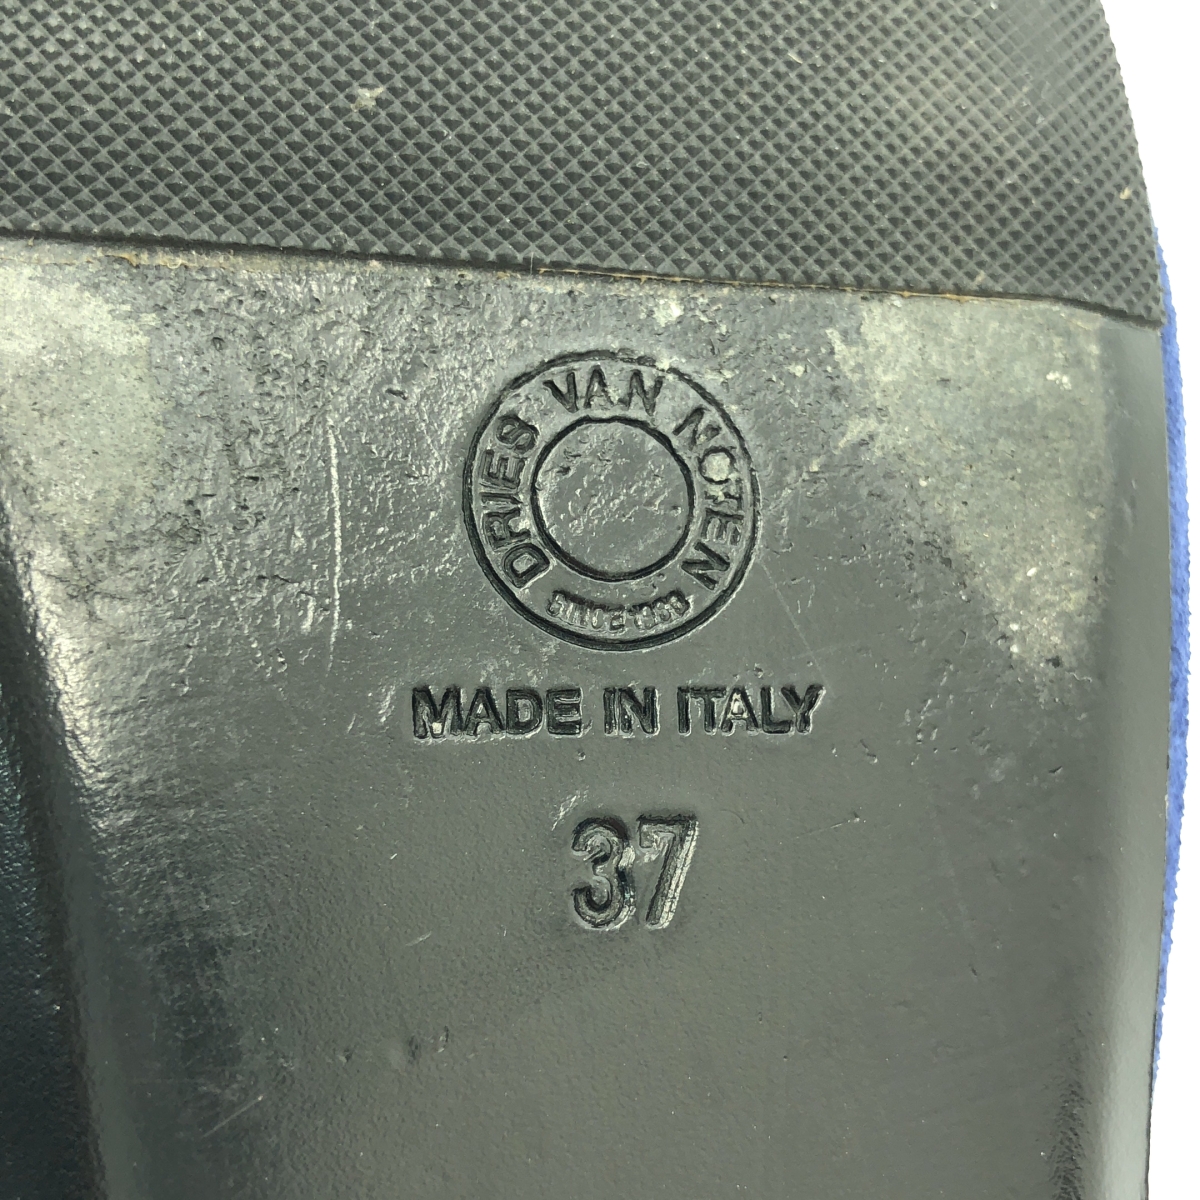 DRIES VAN NOTEN
SINCE 1986
MADE IN ITALY
37